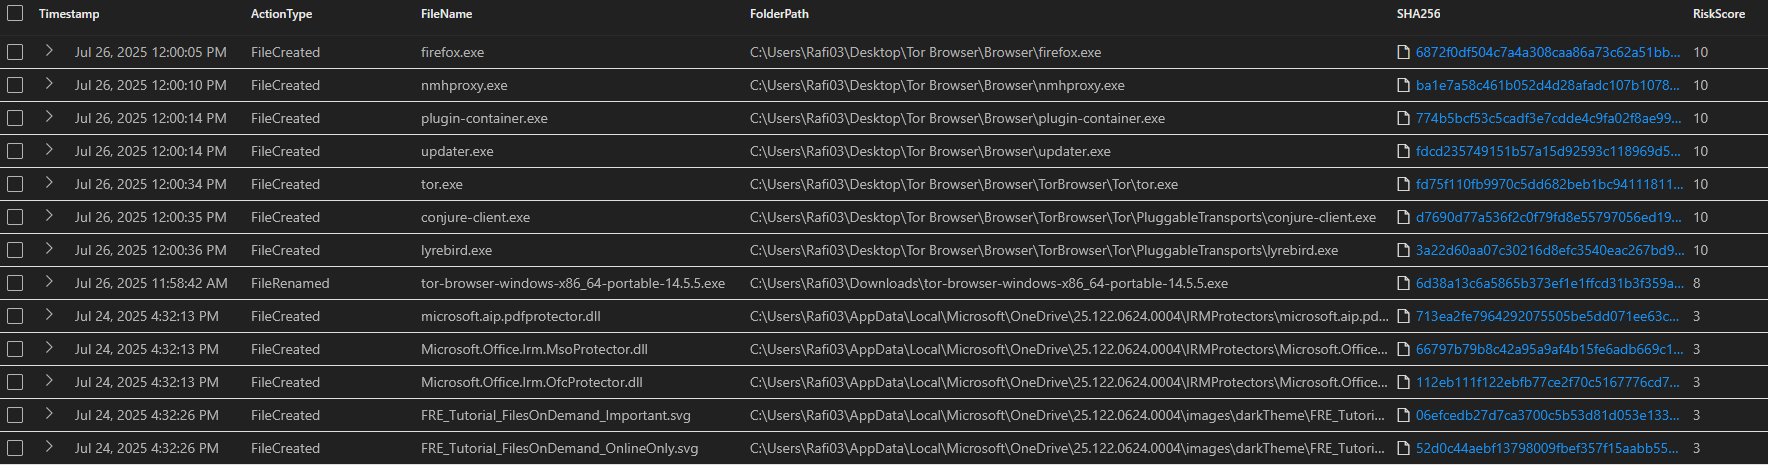 Timestamp ActionType FileName FolderPath SHA256 RiskScore
Jul 26, 2025 12:00:05 PM FileCreated firefox.exe C:\Users\Rafi03\Desktop\Tor Browser\Browser\firefox.exe 6872f0df504c7a4a308caa86a73c62a51bb... 10
Jul 26, 2025 12:00:10 PM FileCreated nmhproxy.exe C:\Users\Rafi03\Desktop\Tor Browser\Browser\nmhproxy.exe ba1e7a58c461b052d4d28afadc107b1078... 10
Jul 26, 2025 12:00:14 PM FileCreated plugin-container.exe C:\Users\Rafi03\Desktop\Tor Browser\Browser\plugin-container.exe 774b5bcf53c5cadf3e7cdde4c9fa02f8ae99... 10
Jul 26, 2025 12:00:14 PM FileCreated updater.exe C:\Users\Rafi03\Desktop\Tor Browser\Browser\updater.exe fdcd235749151b57a15d92593c118969d5... 10
Jul 26, 2025 12:00:34 PM FileCreated tor.exe C:\Users\Rafi03\Desktop\Tor Browser\Browser\TorBrowser\Tor\tor.exe fd75f110fb9970c5dd682beb1bc94111811... 10
Jul 26, 2025 12:00:35 PM FileCreated conjure-client.exe C:\Users\Rafi03\Desktop\Tor Browser\Browser\TorBrowser\Tor\PluggableTransports\conjure-client.exe d7690d77a536f2c0f79fd8e55797056ed19... 10
Jul 26, 2025 12:00:36 PM FileCreated lyrebird.exe C:\Users\Rafi03\Desktop\Tor Browser\Browser\TorBrowser\Tor\PluggableTransports\lyrebird.exe 3a22d60aa07c30216d8efc3540eac267bd9... 10
Jul 26, 2025 11:58:42 AM FileRenamed tor-browser-windows-x86_64-portable-14.5.5.exe C:\Users\Rafi03\Downloads\tor-browser-windows-x86_64-portable-14.5.5.exe 6d38a13c6a5865b373ef1e1ffcd31b3f359a... 8
Jul 24, 2025 4:32:13 PM FileCreated microsoft.aip.pdfprotector.dll C:\Users\Rafi03\AppData\Local\Microsoft\OneDrive\25.122.0624.0004\IRMProtectors\microsoft.aip.pd... 713ea2fe7964292075505be5dd071ee63c... 3
Jul 24, 2025 4:32:13 PM FileCreated Microsoft.Office.Irm.MsoProtector.dll C:\Users\Rafi03\AppData\Local\Microsoft\OneDrive\25.122.0624.0004\IRMProtectors\Microsoft.Office... 66797b79b8c42a95a9af4b15fe6adb669c1... 3
Jul 24, 2025 4:32:13 PM FileCreated Microsoft.Office.Irm.OfcProtector.dll C:\Users\Rafi03\AppData\Local\Microsoft\OneDrive\25.122.0624.0004\IRMProtectors\Microsoft.Office... 112eb111f122ebfb77ce2f70c5167776cd7... 3
Jul 24, 2025 4:32:26 PM FileCreated FRE_Tutorial_FilesOnDemand_Important.svg C:\Users\Rafi03\AppData\Local\Microsoft\OneDrive\25.122.0624.0004\images\darkTheme\FRE_Tutori... 06efcedb27d7ca3700c5b53d81d053e133... 3
Jul 24, 2025 4:32:26 PM FileCreated FRE_Tutorial_FilesOnDemand_OnlineOnly.svg C:\Users\Rafi03\AppData\Local\Microsoft\OneDrive\25.122.0624.0004\images\darkTheme\FRE_Tutori... 52d0c44aebf13798009fbef357f15aabb55... 3